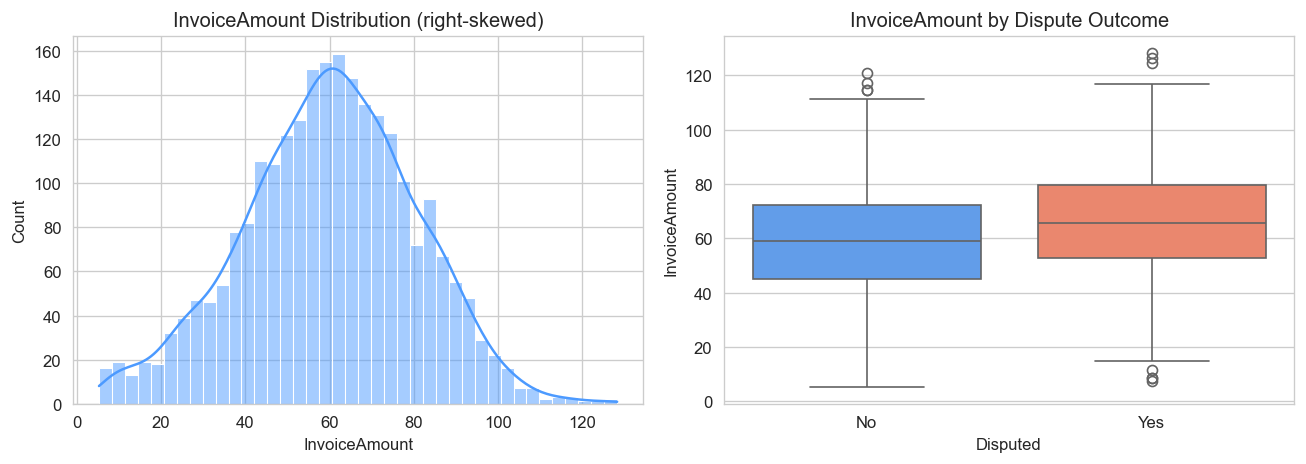 InvoiceAmount Distribution (right-skewed)
160
140
120
100
80
60
40
20
0
Count
0 20 40 60 80 100 120
InvoiceAmount
InvoiceAmount by Dispute Outcome
120
100
80
60
40
20
0
InvoiceAmount
No Yes
Disputed